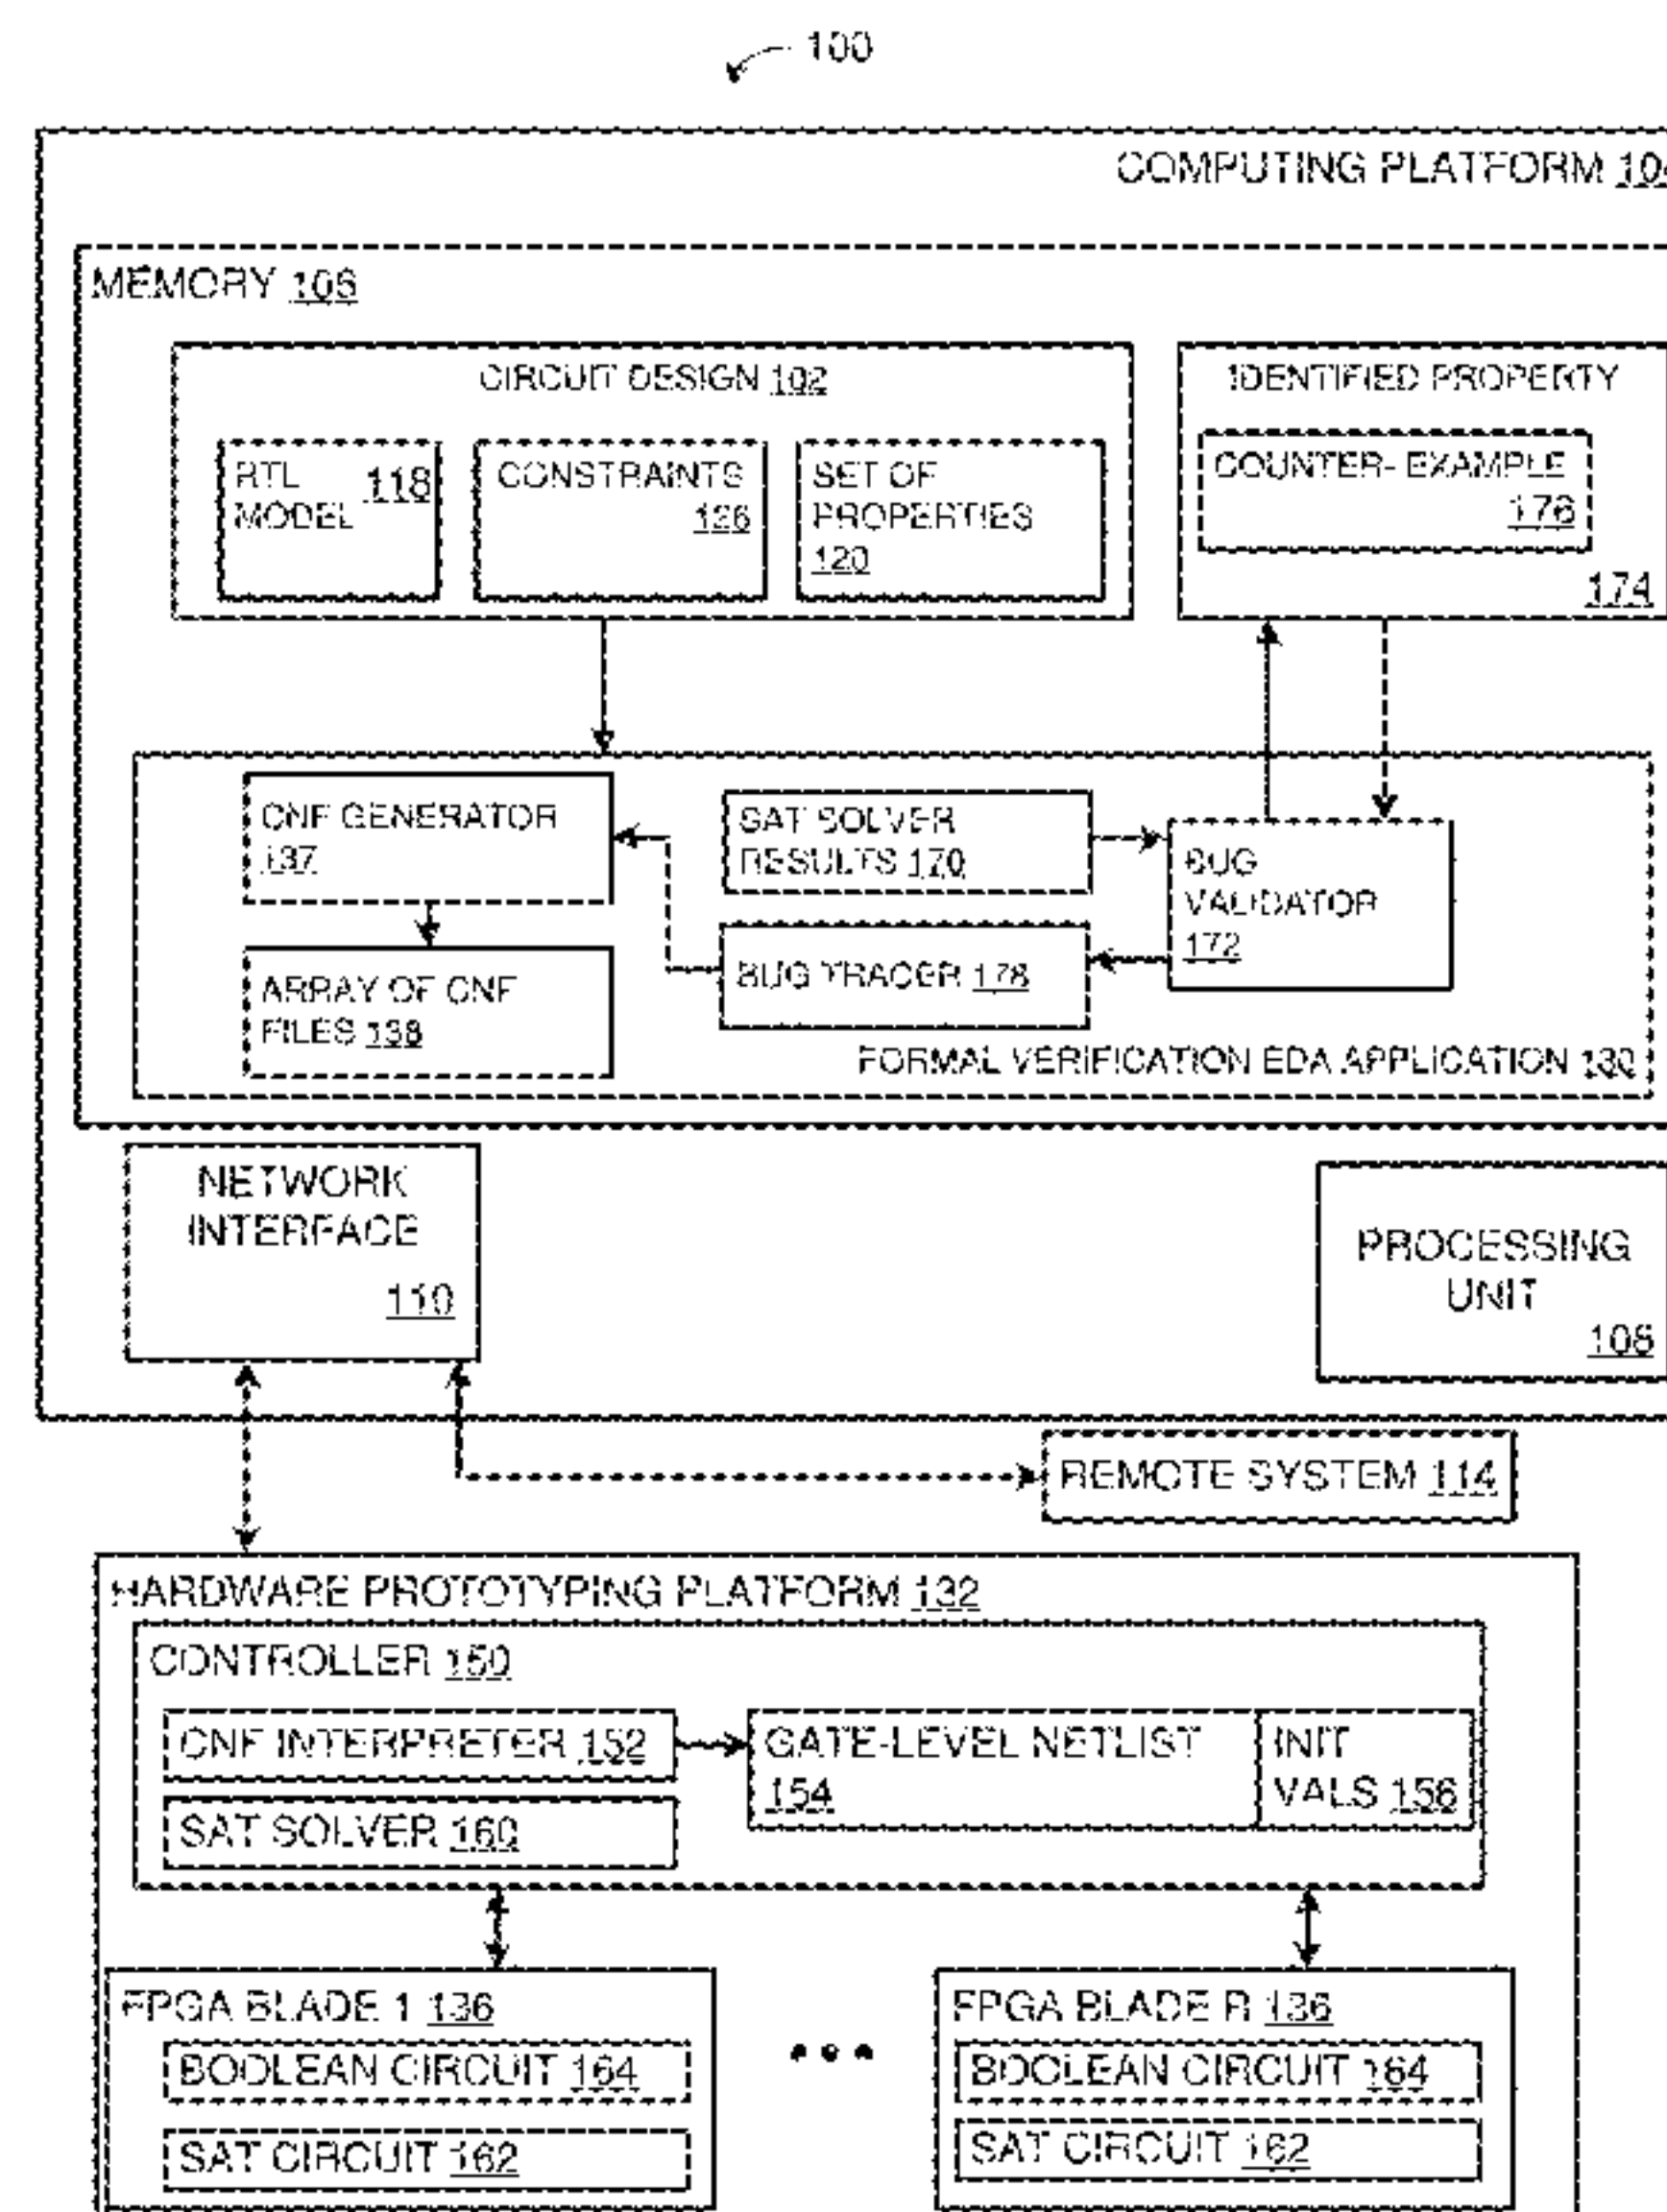 100
COMPUTING PLATFORM 104
MEMORY 106
CIRCUIT DESIGN 102
RTL
MODEL 118
CONSTRAINTS
126
SET OF
PROPERTIES
120
IDENTIFIED PROPERTY
COUNTER- EXAMPLE
176
174
CNF GENERATOR
137
SAT SOLVER
RESULTS 170
BUG
VALIDATOR
172
ARRAY OF CNF
FILES 138
BUG TRACER 178
FORMAL VERIFICATION EDA APPLICATION 130
NETWORK
INTERFACE
110
PROCESSING
UNIT
108
REMOTE SYSTEM 114
HARDWARE PROTOTYPING PLATFORM 132
CONTROLLER 150
CNF INTERPRETER 152
GATE-LEVEL NETLIST
154
INIT
VALS 156
SAT SOLVER 160
FPGA BLADE 1 136
BOOLEAN CIRCUIT 164
SAT CIRCUIT 162
FPGA BLADE R 136
BOOLEAN CIRCUIT 164
SAT CIRCUIT 162